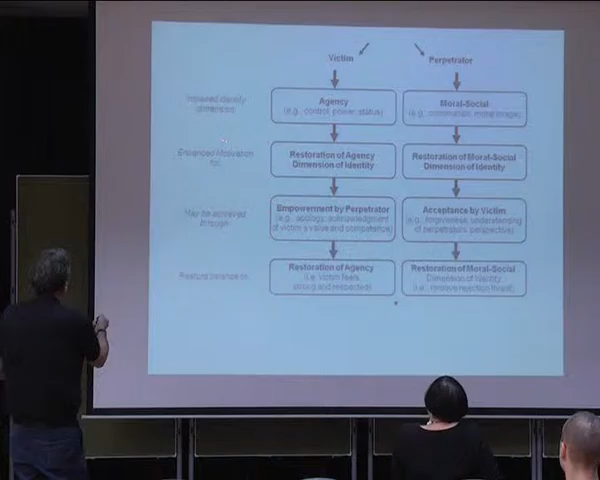 Victim
Perpetrator
Impaired identity
dimension:
Agency
(e.g., control, power, status)
Moral-Social
(e.g., communion, moral image)
Enhanced Motivation
for:
Restoration of Agency
Dimension of Identity
Restoration of Moral-Social
Dimension of Identity
May be achieved
through:
Empowerment by Perpetrator
(e.g., apology, acknowledgment
of victim's value and competence)
Acceptance by Victim
(e.g., forgiveness, understanding
of perpetrator's perspective)
Restore balance in:
Restoration of Agency
(i.e. victim feels
strong and respected)
Restoration of Moral-Social
Dimension of Identity
(i.e., remove rejection threat)